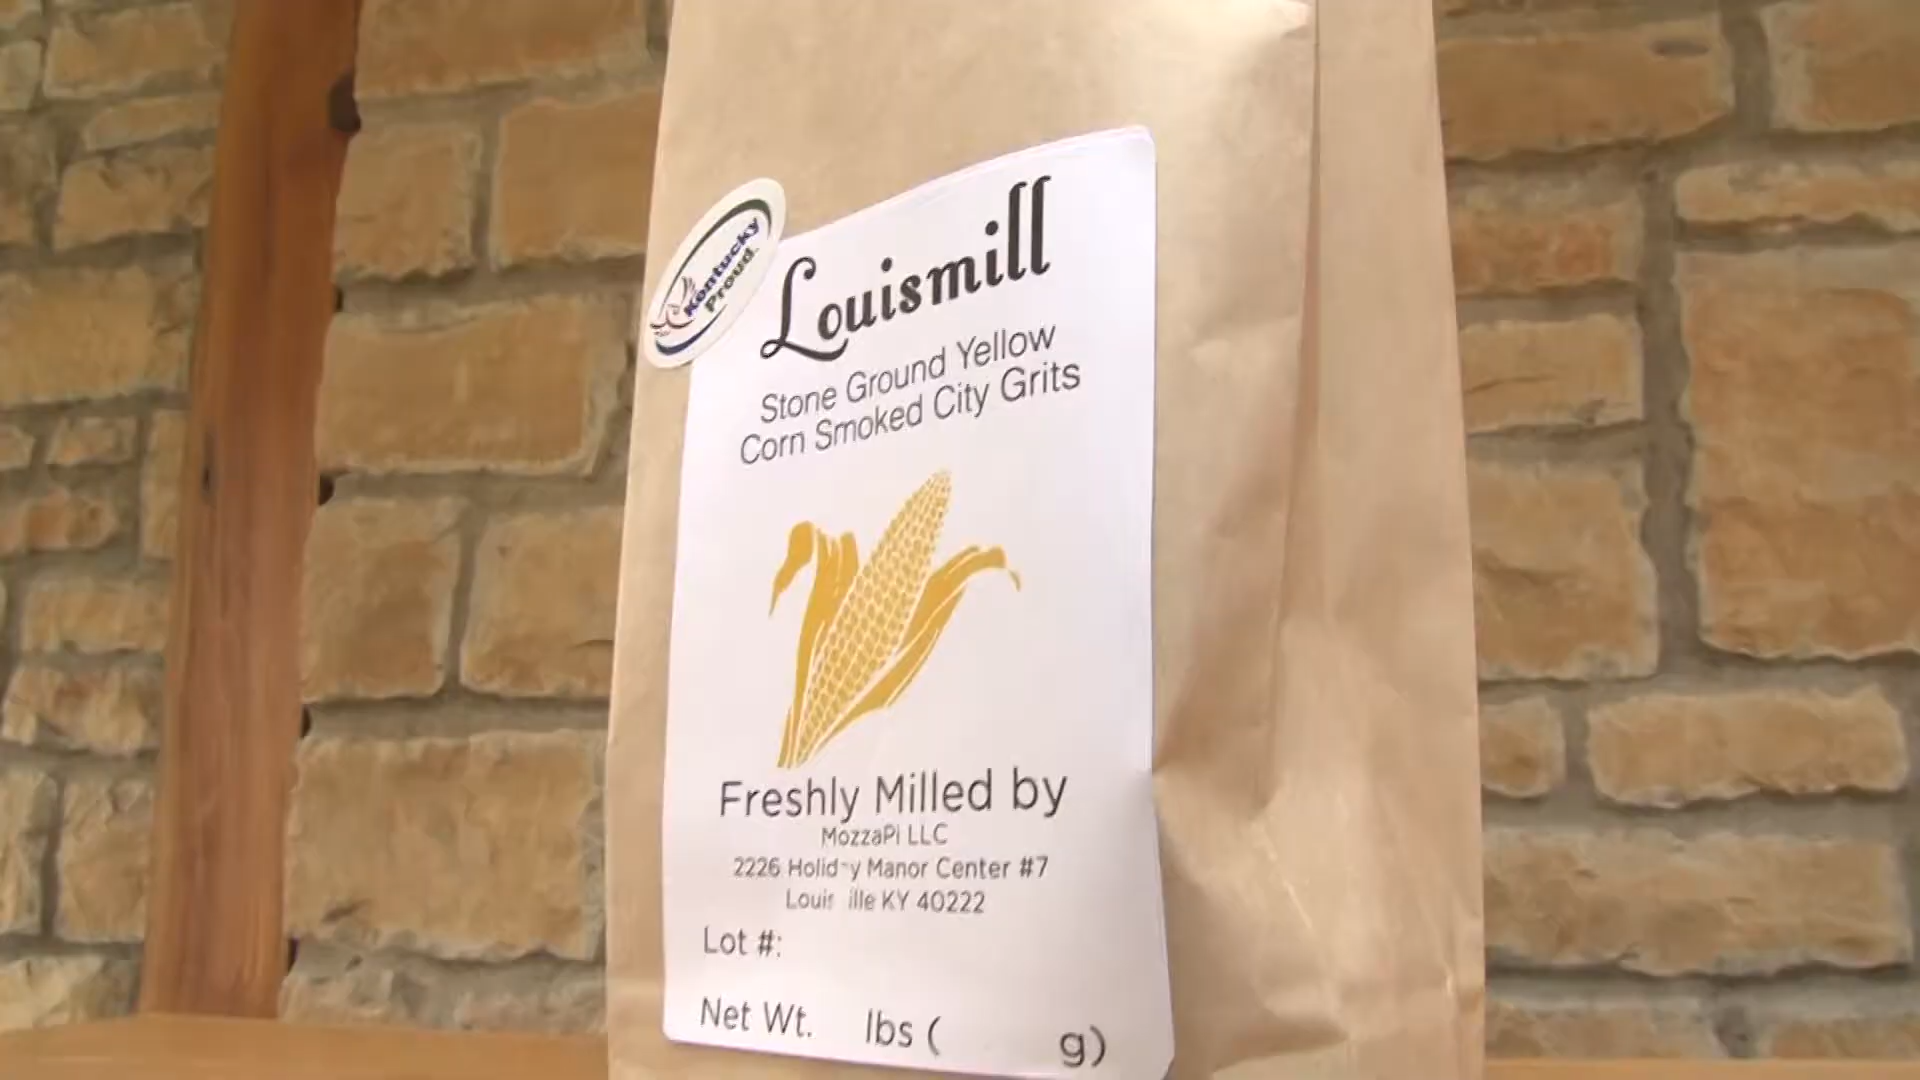 Kentucky
Proud
Louismill
Stone Ground Yellow
Corn Smoked City Grits
Freshly Milled by
MozzaPi LLC
2226 Manor Center #7
KY 40222
Lot #:
Net Wt. lbs ( g)